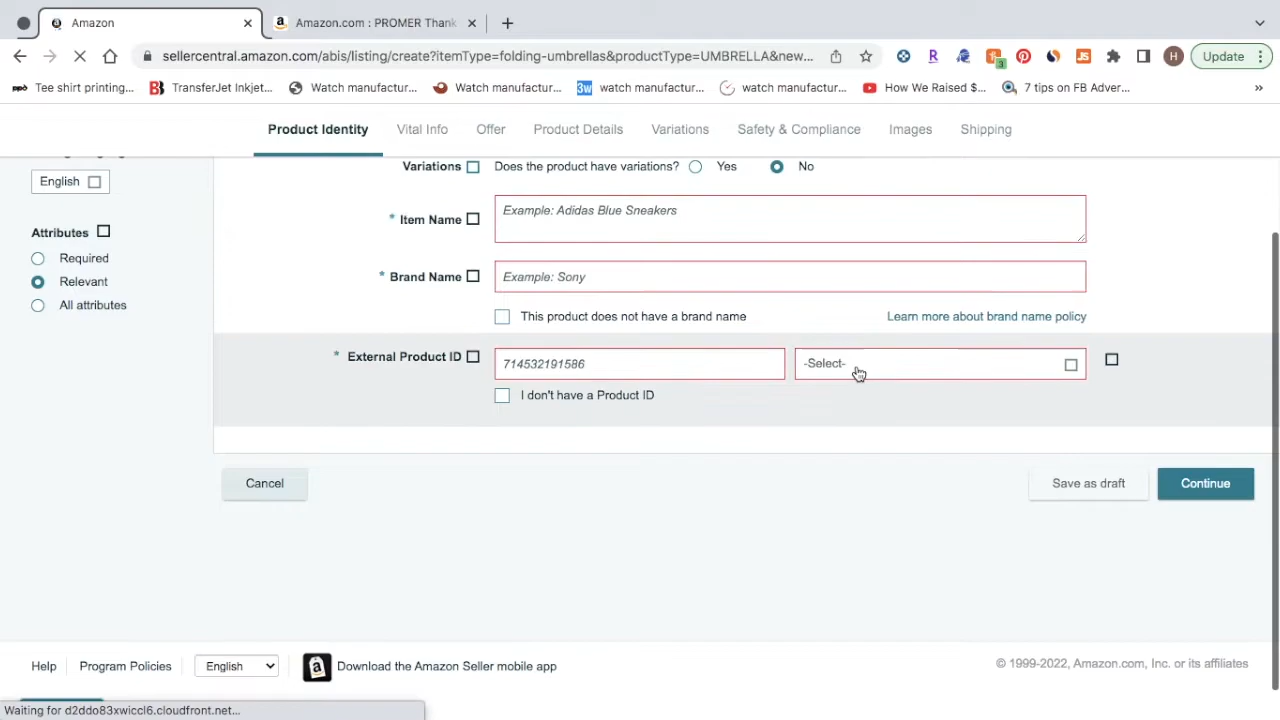 Amazon
Amazon.com : PROMER Thank
sellercentral.amazon.com/abis/listing/create?itemType=folding-umbrellas&productType=UMBRELLA&new...
3
JS
H
Update
Tee shirt printing...
TransferJet Inkjet...
Watch manufactur...
Watch manufactur...
3w watch manufactur...
watch manufactur...
How We Raised $...
7 tips on FB Adver...
»
Product Identity
Vital Info
Offer
Product Details
Variations
Safety & Compliance
Images
Shipping
English
Attributes
Required
Relevant
All attributes
Variations Does the product have variations? Yes No
* Item Name Example: Adidas Blue Sneakers
* Brand Name Example: Sony
This product does not have a brand name Learn more about brand name policy
* External Product ID 714532191586 -Select-
I don't have a Product ID
Cancel Save as draft Continue
Help Program Policies English Download the Amazon Seller mobile app © 1999-2022, Amazon.com, Inc. or its affiliates
Waiting for d2ddo83xwiccl6.cloudfront.net...